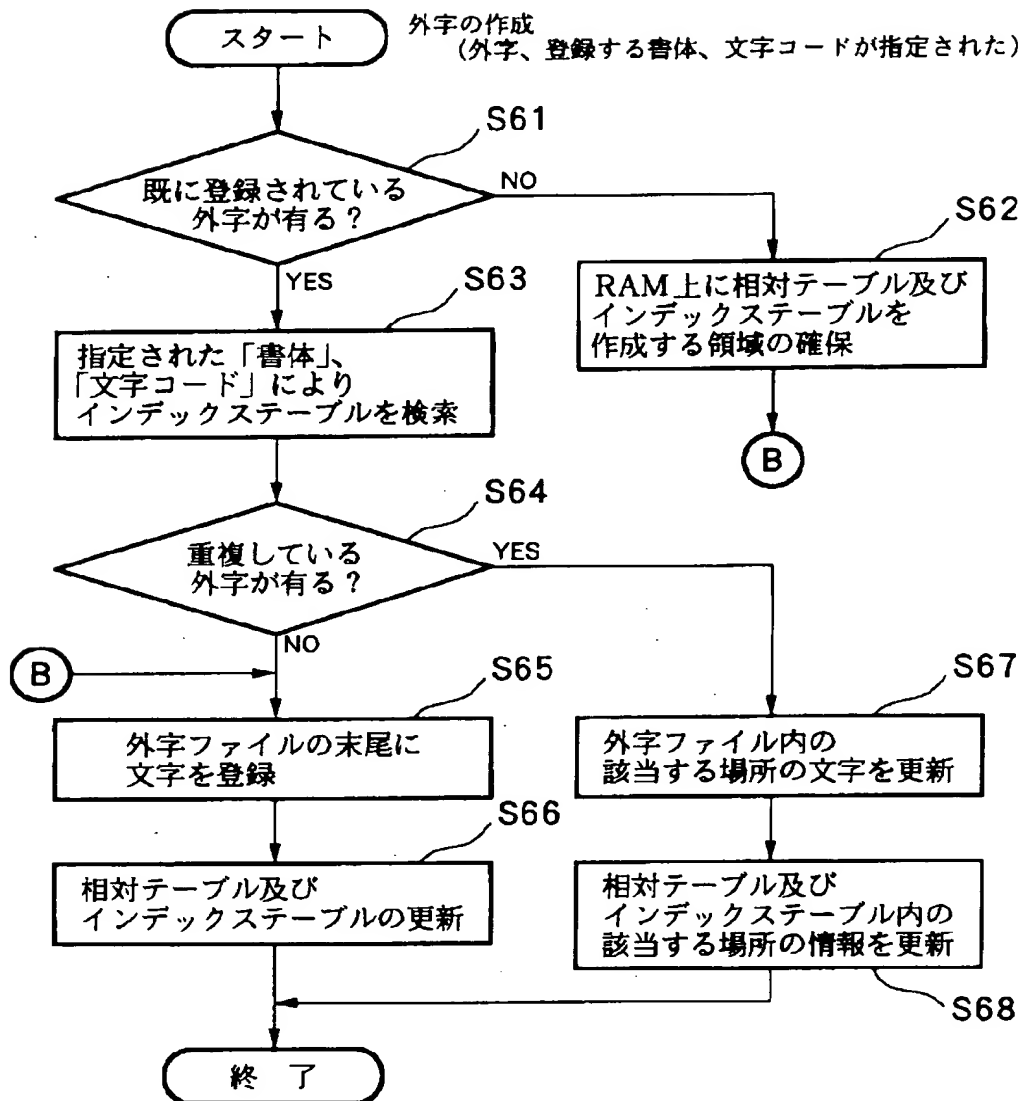 スタート
外字の作成
(外字、登録する書体、文字コードが指定された)
S61
既に登録されている
外字が有る?
NO
YES
S62
RAM上に相対テーブル及び
インデックステーブルを
作成する領域の確保
B
S63
指定された「書体」、
「文字コード」により
インデックステーブルを検索
S64
重複している
外字が有る?
YES
NO
B
S65
外字ファイルの末尾に
文字を登録
S67
外字ファイル内の
該当する場所の文字を更新
S66
相対テーブル及び
インデックステーブルの更新
相対テーブル及び
インデックステーブル内の
該当する場所の情報を更新
S68
終 了